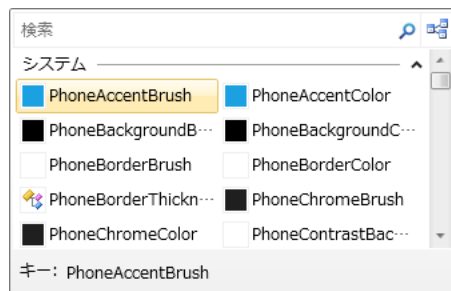 検索
システム
PhoneAccentBrush PhoneAccentColor
PhoneBackgroundB… PhoneBackgroundC…
PhoneBorderBrush PhoneBorderColor
PhoneBorderThickn… PhoneChromeBrush
PhoneChromeColor PhoneContrastBac…
キー: PhoneAccentBrush